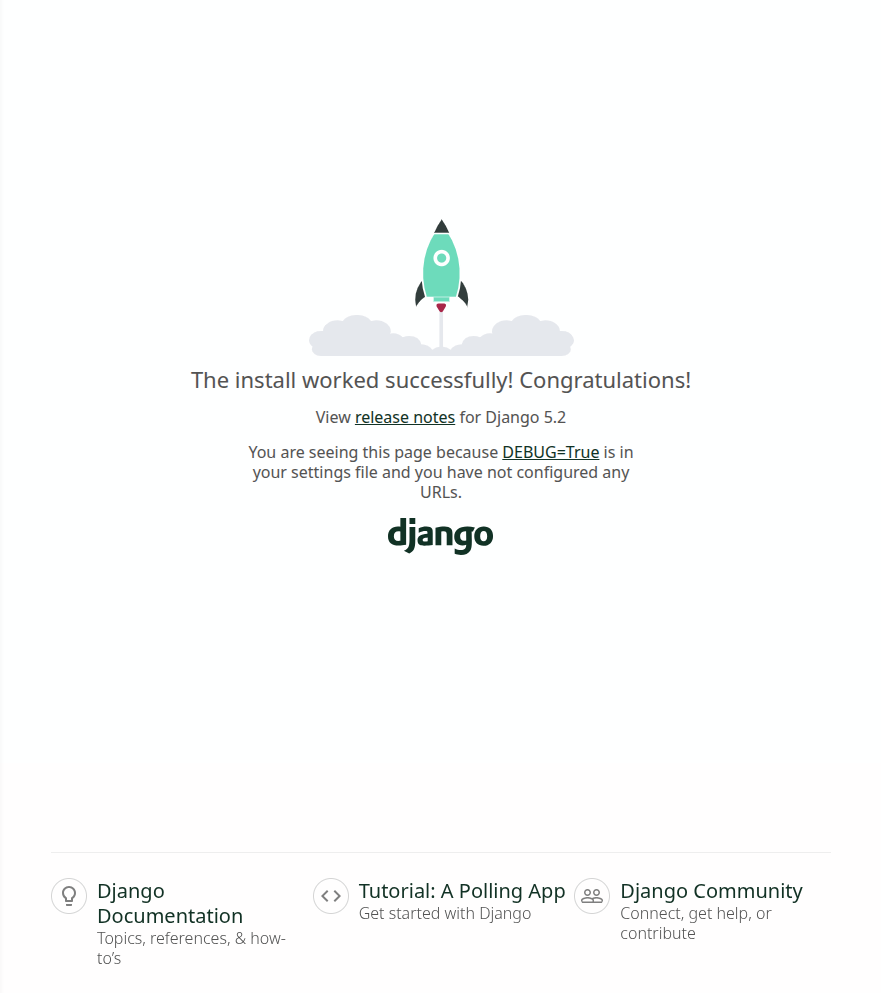 The install worked successfully! Congratulations!
View release notes for Django 5.2
You are seeing this page because DEBUG=True is in
your settings file and you have not configured any
URLs.
django
Django
Documentation
Topics, references, & how-
to’s
Tutorial: A Polling App
Get started with Django
Django Community
Connect, get help, or
contribute